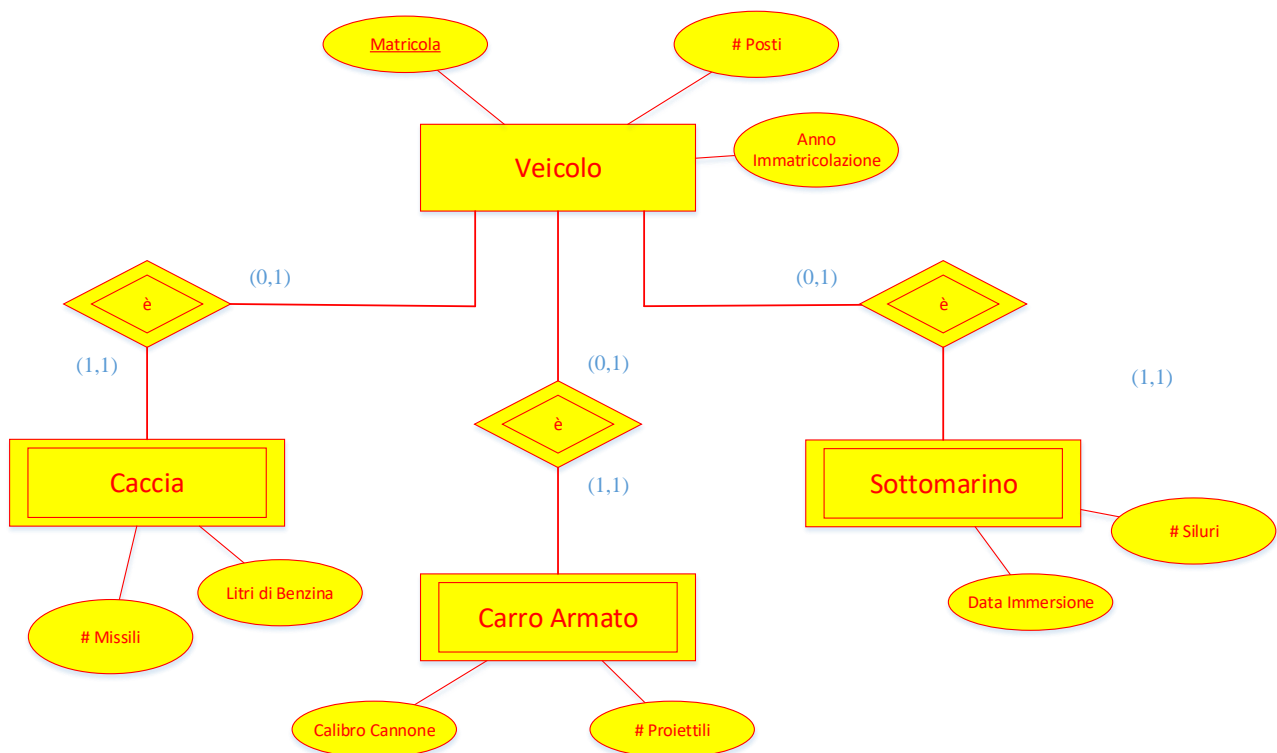 Matricola
# Posti
Anno
Immatricolazione
Veicolo
(0,1)
(0,1)
è
è
(1,1)
(0,1)
(1,1)
è
Caccia
(1,1)
Sottomarino
# Siluri
Litri di Benzina
Data Immersione
# Missili
Carro Armato
Calibro Cannone
# Proiettili